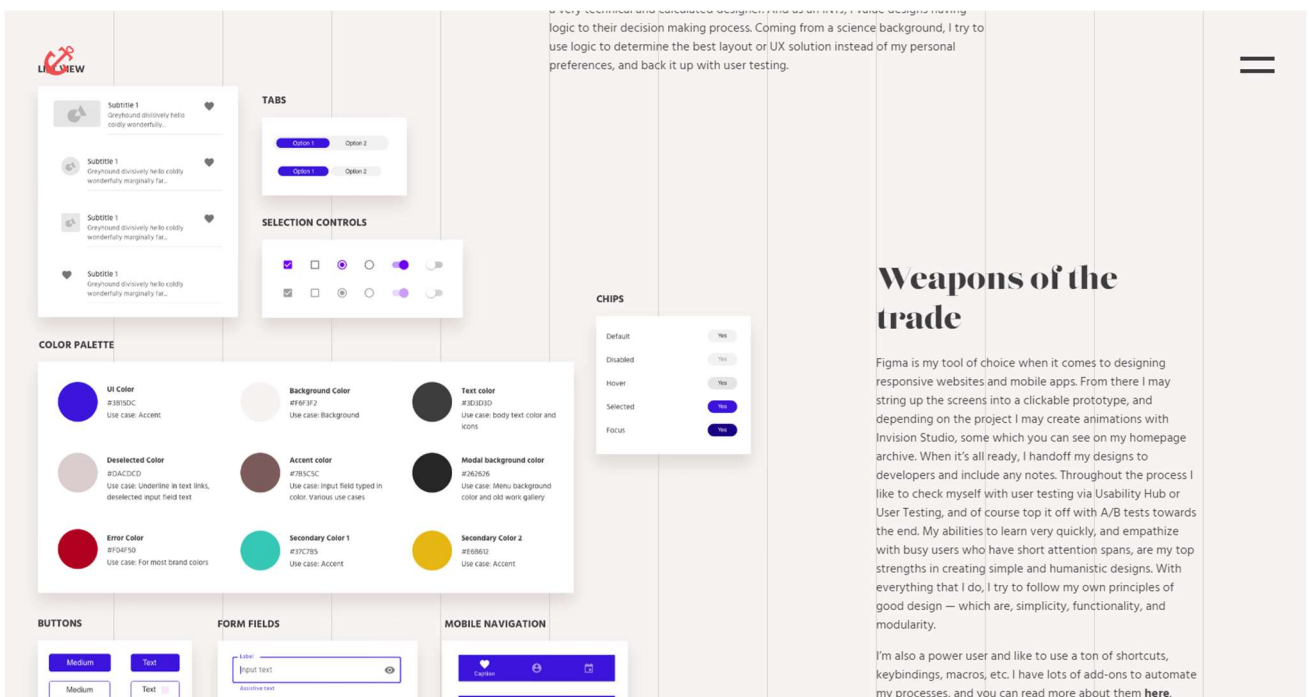 a very technical and calculated designer. And as an INTJ, I value designs having
logic to their decision making process. Coming from a science background, I try to
use logic to determine the best layout or UX solution instead of my personal
preferences, and back it up with user testing.
VIEW
Subtitle 1
Greyhound divisively hello
coldly wonderfully...
Subtitle 1
Greyhound divisively hello coldly
wonderfully marginally far...
Subtitle 1
Greyhound divisively hello coldly
wonderfully marginally far...
Subtitle 1
Greyhound divisively hello coldly
wonderfully marginally far...
TABS
Option 1 Option 2
Option 1 Option 2
SELECTION CONTROLS
CHIPS
Default Yes
Disabled Yes
Hover Yes
Selected Yes
Focus Yes
COLOR PALETTE
UI Color
#3B15DC
Use case: Accent
Background Color
#F6F3F2
Use case: Background
Text color
#3D3D3D
Use case: body text color and
icons
Deselected Color
#DACDCD
Use case: Underline in text links,
deselected input field text
Accent color
#7B5C5C
Use case: Input field typed in
color. Various use cases
Modal background color
#262626
Use case: Menu background
color and old work gallery
Error Color
#F04F50
Use case: For most brand colors
Secondary Color 1
#37C7B5
Use case: Accent
Secondary Color 2
#E6B612
Use case: Accent
BUTTONS
Medium Text
Medium Text
FORM FIELDS
Label
Input text
Assistive text
MOBILE NAVIGATION
Caption
Weapons of the
trade
Figma is my tool of choice when it comes to designing
responsive websites and mobile apps. From there I may
string up the screens into a clickable prototype, and
depending on the project I may create animations with
Invision Studio, some which you can see on my homepage
archive. When it's all ready, I handoff my designs to
developers and include any notes. Throughout the process I
like to check myself with user testing via Usability Hub or
User Testing, and of course top it off with A/B tests towards
the end. My abilities to learn very quickly, and empathize
with busy users who have short attention spans, are my top
strengths in creating simple and humanistic designs. With
everything that I do, I try to follow my own principles of
good design — which are, simplicity, functionality, and
modularity.
I'm also a power user and like to use a ton of shortcuts,
keybindings, macros, etc. I have lots of add-ons to automate
my processes, and you can read more about them here.